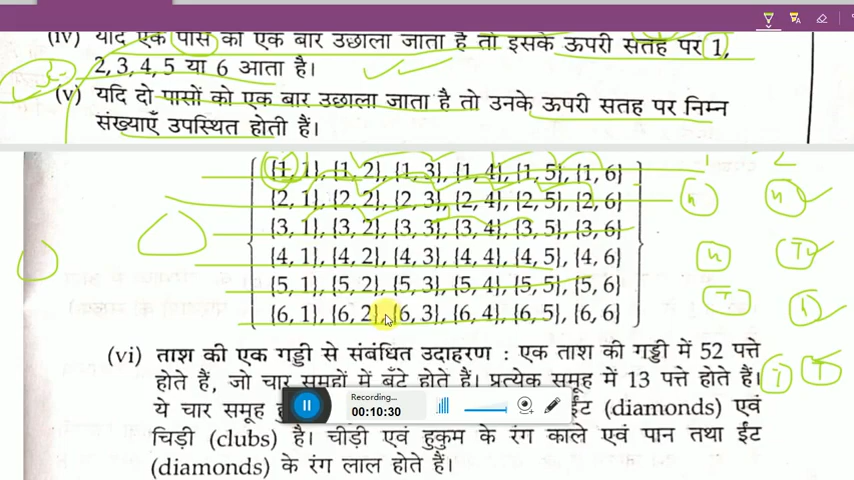 (iv) यदि एक पासे को एक बार उछाला जाता है तो इसके ऊपरी सतह पर 1,
2, 3, 4, 5 या 6 आता है।
(v) यदि दो पासों को एक बार उछाला जाता है तो उनके ऊपरी सतह पर निम्न
संख्याएँ उपस्थित होती हैं।
{1, 1}, {1, 2}, {1, 3}, {1, 4}, {1, 5}, {1, 6}
{2, 1}, {2, 2}, {2, 3}, {2, 4}, {2, 5}, {2, 6}
{3, 1}, {3, 2}, {3, 3}, {3, 4}, {3, 5}, {3, 6}
{4, 1}, {4, 2}, {4, 3}, {4, 4}, {4, 5}, {4, 6}
{5, 1}, {5, 2}, {5, 3}, {5, 4}, {5, 5}, {5, 6}
{6, 1}, {6, 2}, {6, 3}, {6, 4}, {6, 5}, {6, 6}
(vi) ताश की एक गड्डी से संबंधित उदाहरण : एक ताश की गड्डी में 52 पत्ते
होते हैं, जो चार समूहों में बँटे होते हैं। प्रत्येक समूह में 13 पत्ते होते हैं।
ये चार समूह ईंट (diamonds) एवं
चिड़ी (clubs) है। चीड़ी एवं हुकुम के रंग काले एवं पान तथा ईंट
(diamonds) के रंग लाल होते हैं।
Recording...
00:10:30